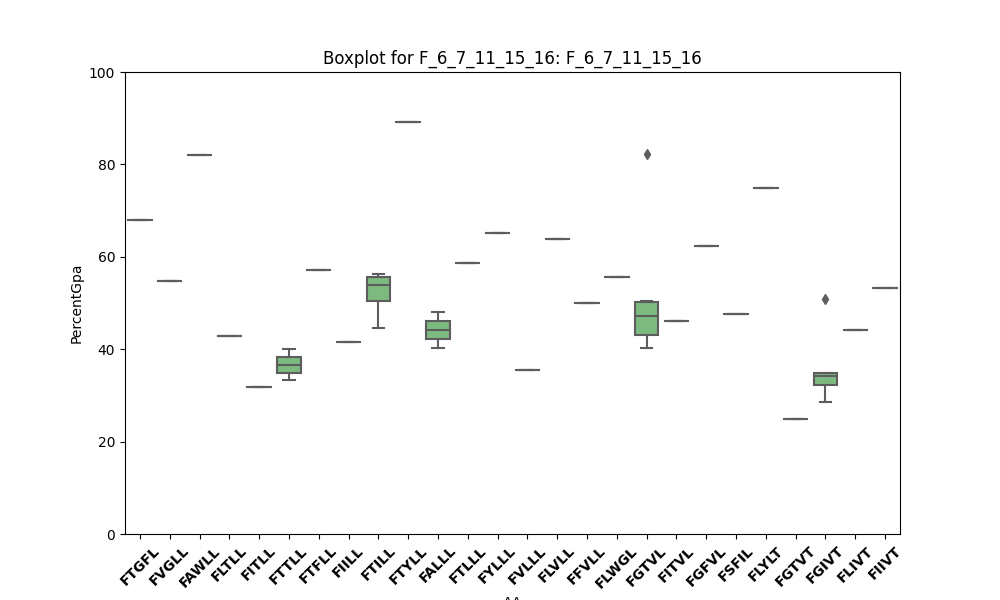 Boxplot for F_6_7_11_15_16: F_6_7_11_15_16
100
80
60
40
20
0
PercentGpa
FTGFL
FVGLL
FAWLL
FLTLL
FITLL
FTTLL
FTFLL
FIILL
FTILL
FTYLL
FALLL
FTLLL
FYLLL
FVLLL
FLVLL
FFVLL
FLWGL
FGTVL
FITVL
FGFVL
FSFIL
FLYLT
FGTVT
FGIVT
FLIVT
FIIVT